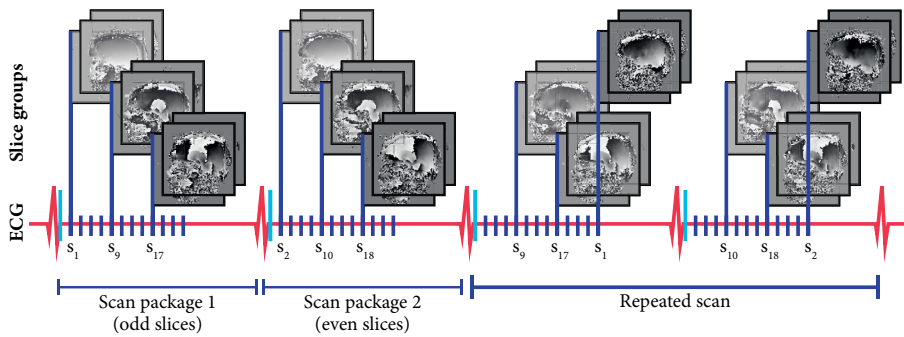 Slice groups
ECG
s1 s9 s17 s2 s10 s18 s9 s17 s1 s10 s18 s2
Scan package 1
(odd slices)
Scan package 2
(even slices)
Repeated scan